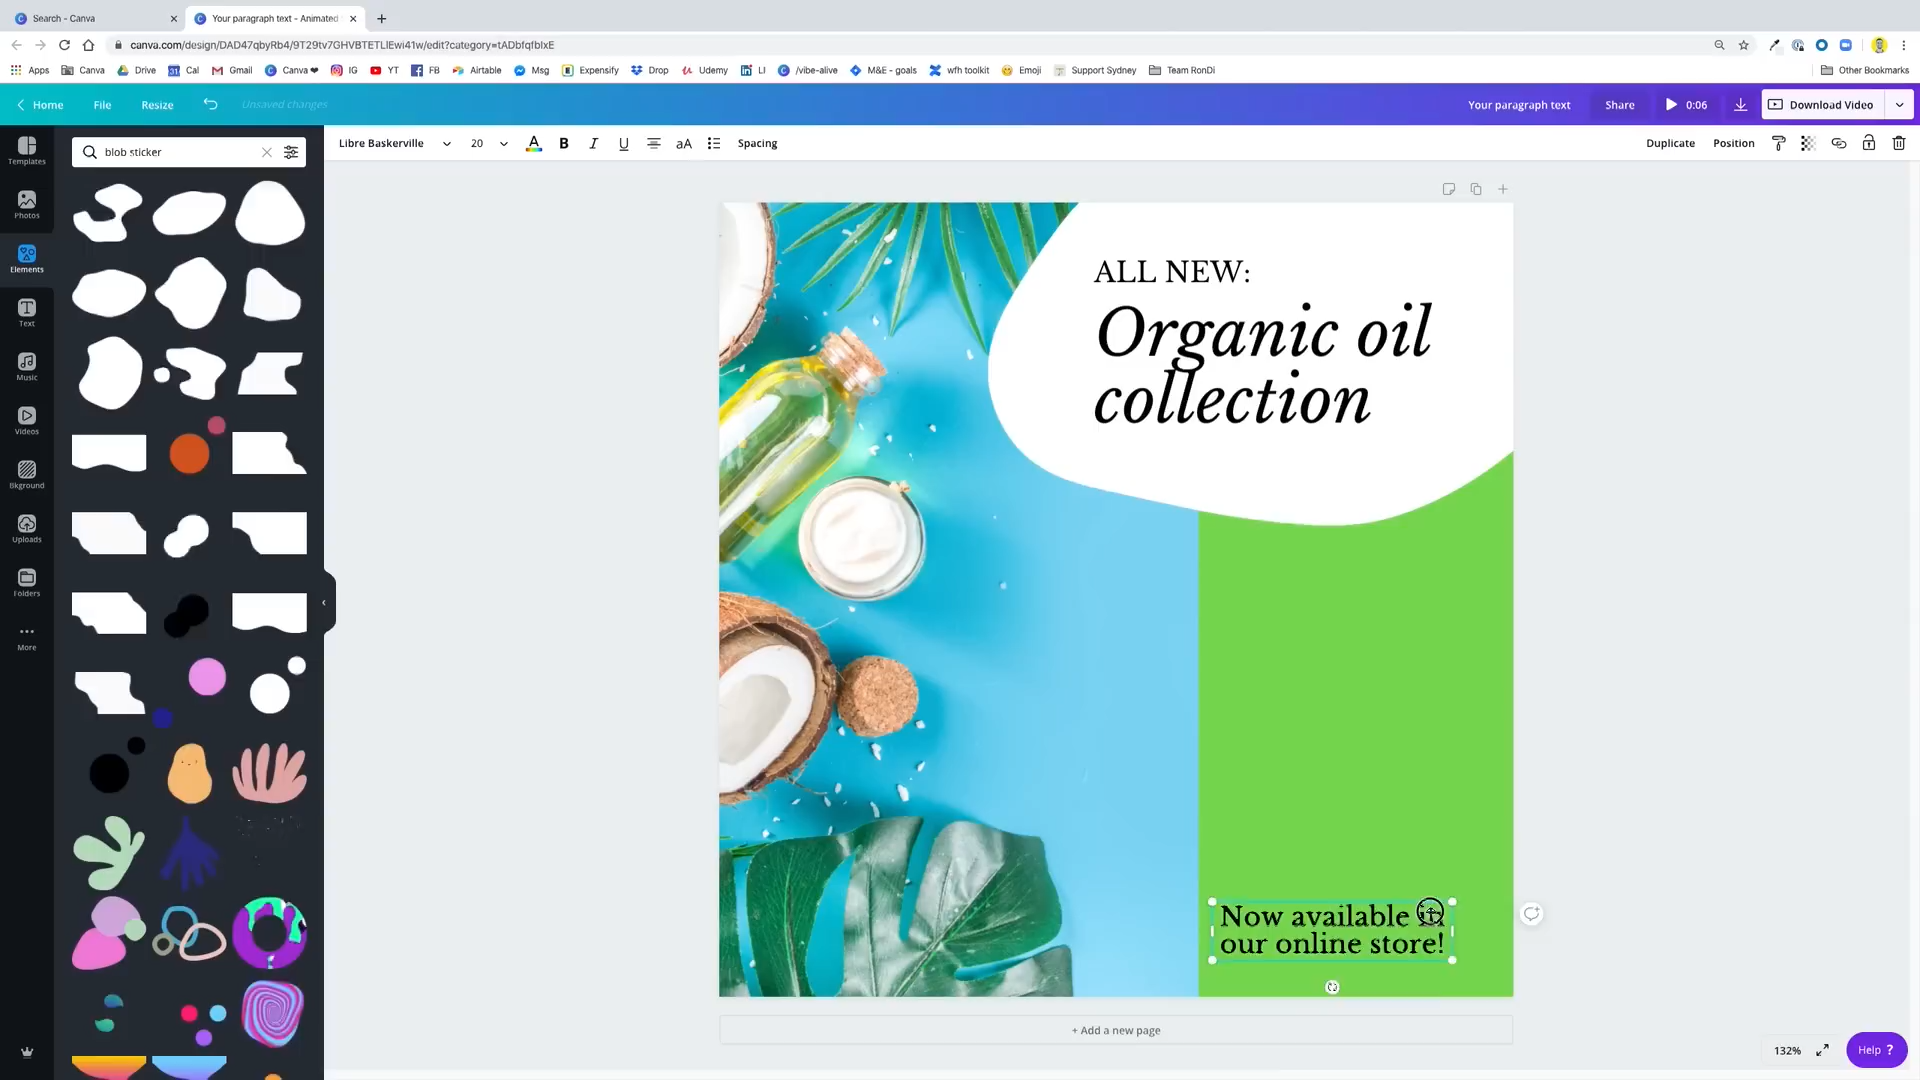 Search - Canva
Your paragraph text - Animated
canva.com/design/DAD47qbyRb4/9T29tv7GHVBTETLlEwi41w/edit?category=tADbfqfbIxE
Apps Canva Drive Cal Gmail Canva ❤ IG YT FB Airtable Msg Expensify Drop Udemy LI /vibe-alive M&E - goals wfh toolkit Emoji Support Sydney Team RonDi Other Bookmarks
Home File Resize Unsaved changes Your paragraph text Share 0:06 Download Video
Libre Baskerville 20 A B I U aA Spacing Duplicate Position
blob sticker
Templates
Photos
Elements
Text
Music
Videos
Bkground
Uploads
Folders
More
ALL NEW:
Organic oil
collection
Now available
our online store!
+ Add a new page
132%
Help ?